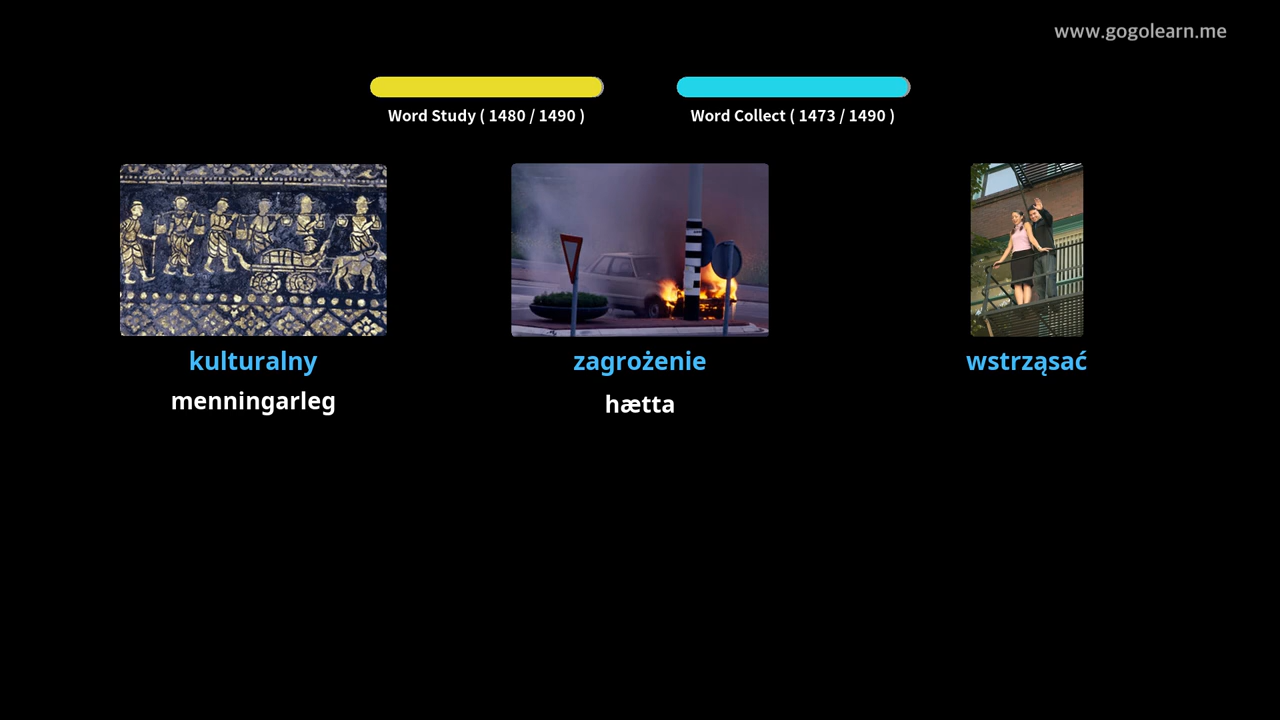 www.gogolearn.me
Word Study ( 1480 / 1490 )
Word Collect ( 1473 / 1490 )
kulturalny
zagrożenie
wstrząsać
menningarleg
hætta